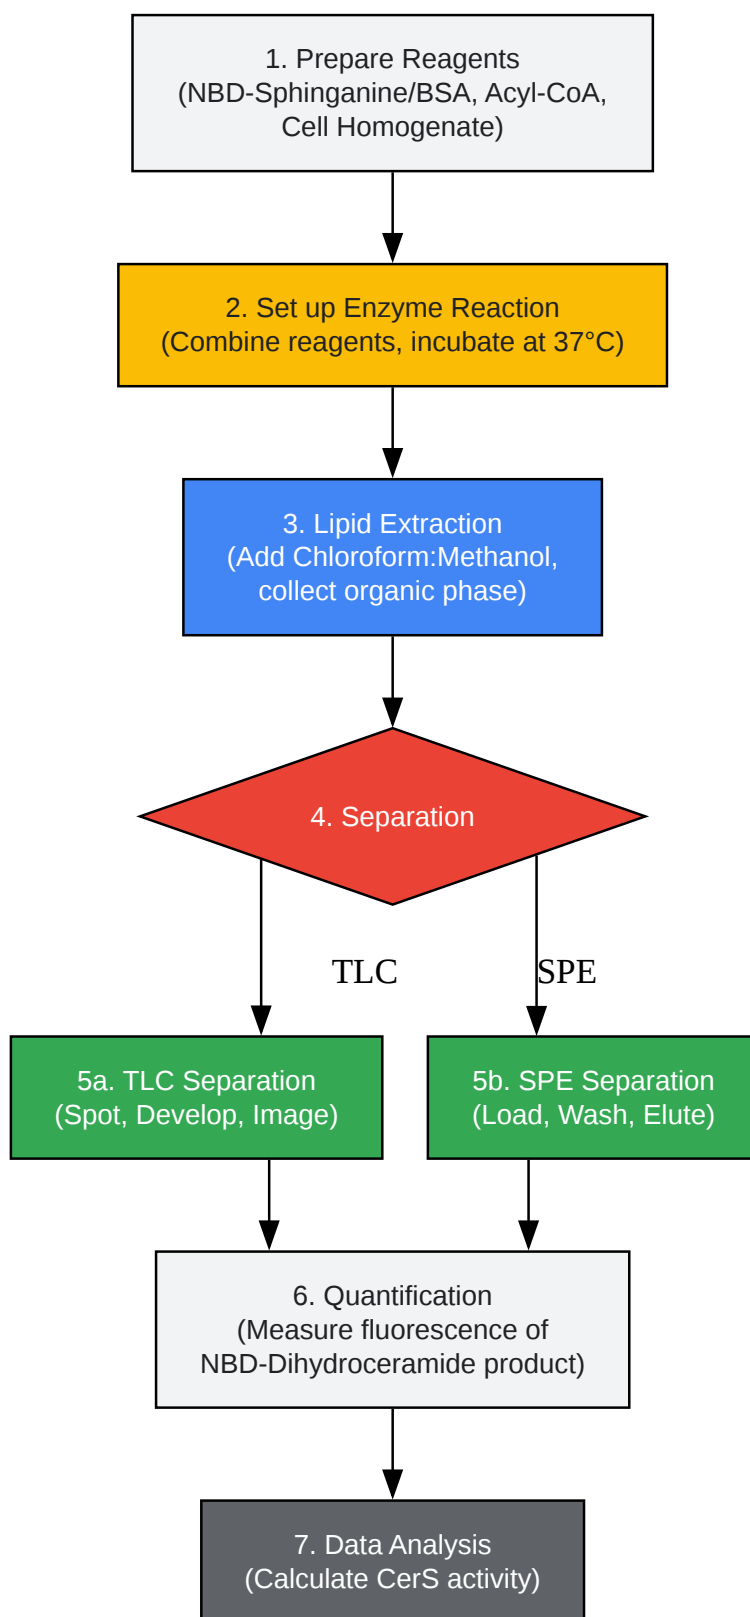 1. Prepare Reagents
(NBD-Sphinganine/BSA, Acyl-CoA,
Cell Homogenate)
2. Set up Enzyme Reaction
(Combine reagents, incubate at 37°C)
3. Lipid Extraction
(Add Chloroform:Methanol,
collect organic phase)
4. Separation
TLC
SPE
5a. TLC Separation
(Spot, Develop, Image)
5b. SPE Separation
(Load, Wash, Elute)
6. Quantification
(Measure fluorescence of
NBD-Dihydroceramide product)
7. Data Analysis
(Calculate CerS activity)